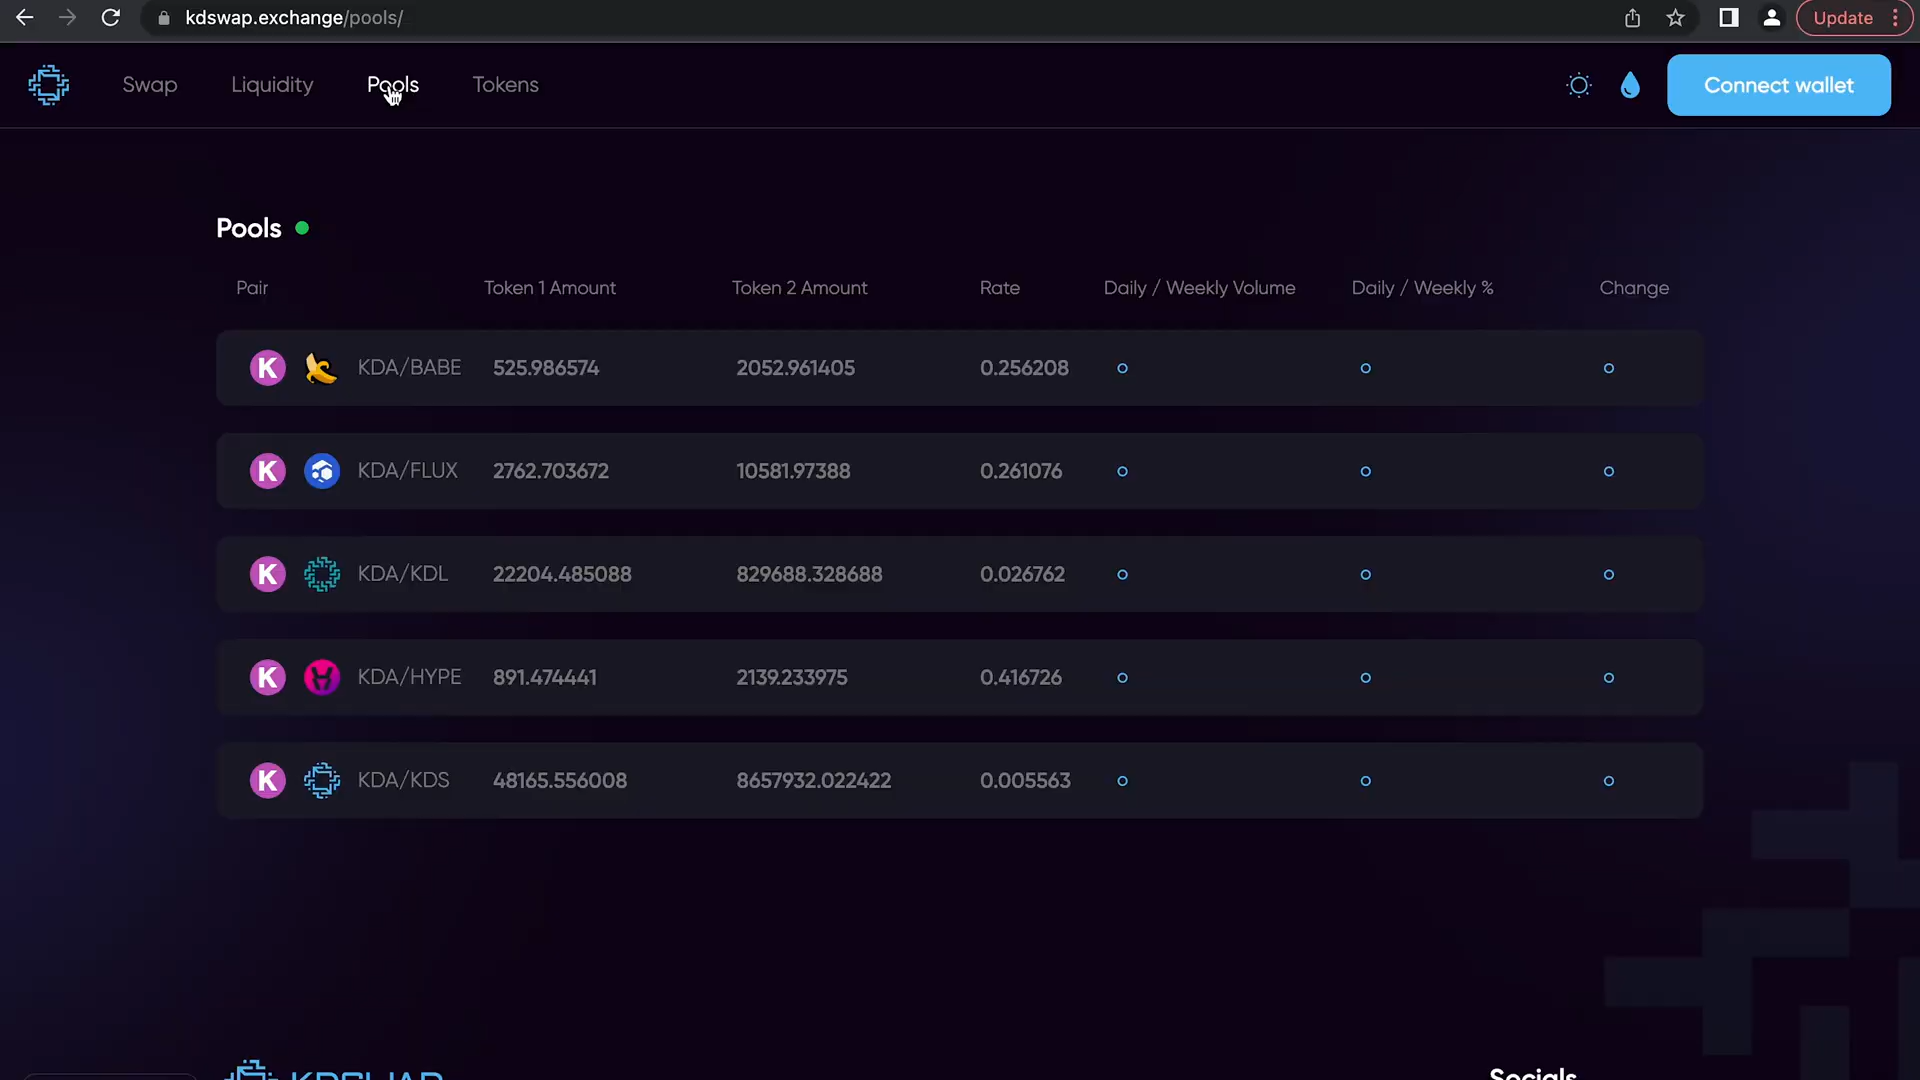 kdswap.exchange/pools/
Update
Swap
Liquidity
Pools
Tokens
Connect wallet
Pools
Pair
Token 1 Amount
Token 2 Amount
Rate
Daily / Weekly Volume
Daily / Weekly %
Change
K KDA/BABE 525.986574 2052.961405 0.256208
K KDA/FLUX 2762.703672 10581.97388 0.261076
K KDA/KDL 22204.485088 829688.328688 0.026762
K KDA/HYPE 891.474441 2139.233975 0.416726
K KDA/KDS 48165.556008 8657932.022422 0.005563
KDSWAP
Socials